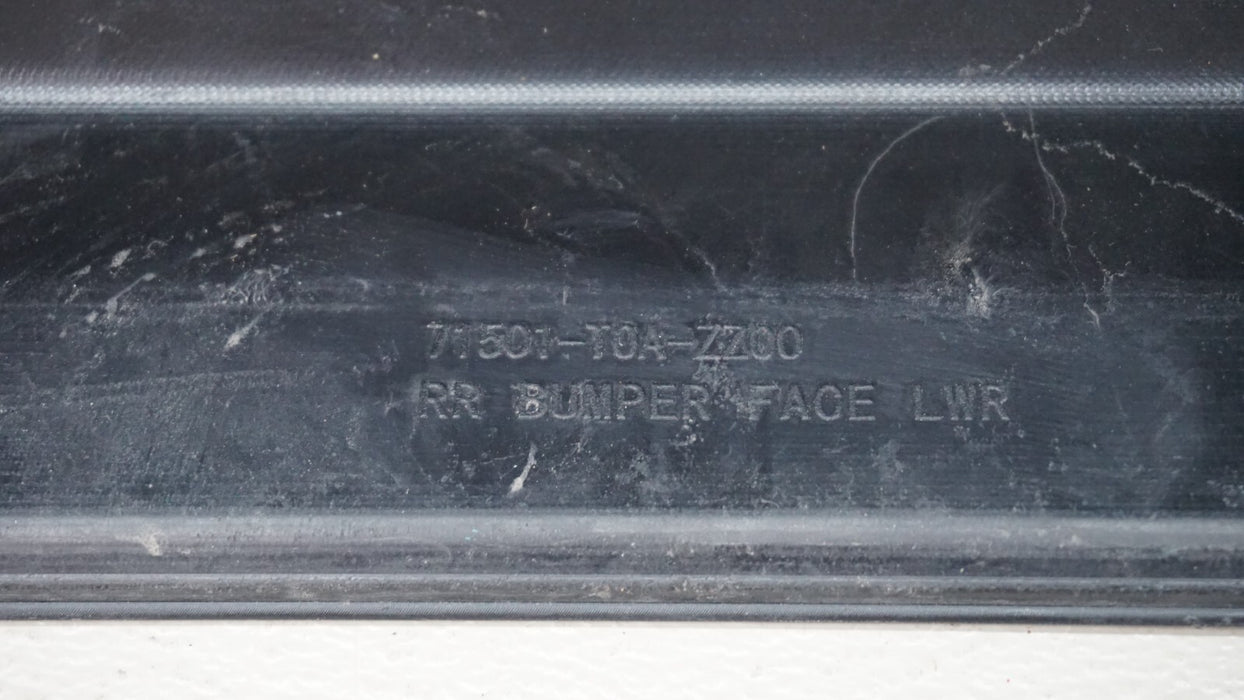 71501-T0A-ZZ00
RR BUMPER FACE LWR